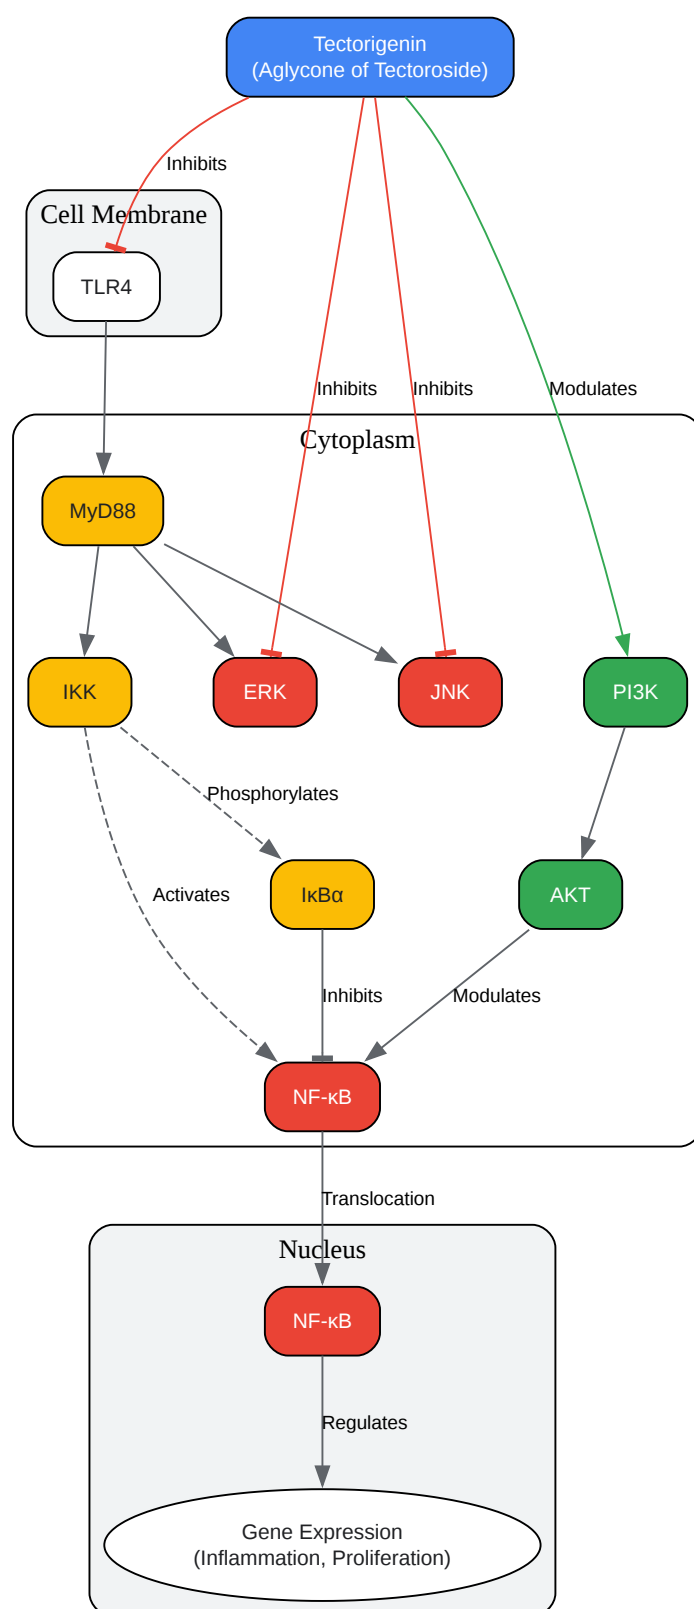 Tectorigenin
(Aglycone of Tectoroside)
Inhibits
Cell Membrane
TLR4
Inhibits
Inhibits
Modulates
Cytoplasm
MyD88
IKK
ERK
JNK
PI3K
Phosphorylates
Activates
IκBα
AKT
Inhibits
Modulates
NF-κB
Translocation
Nucleus
NF-κB
Regulates
Gene Expression
(Inflammation, Proliferation)